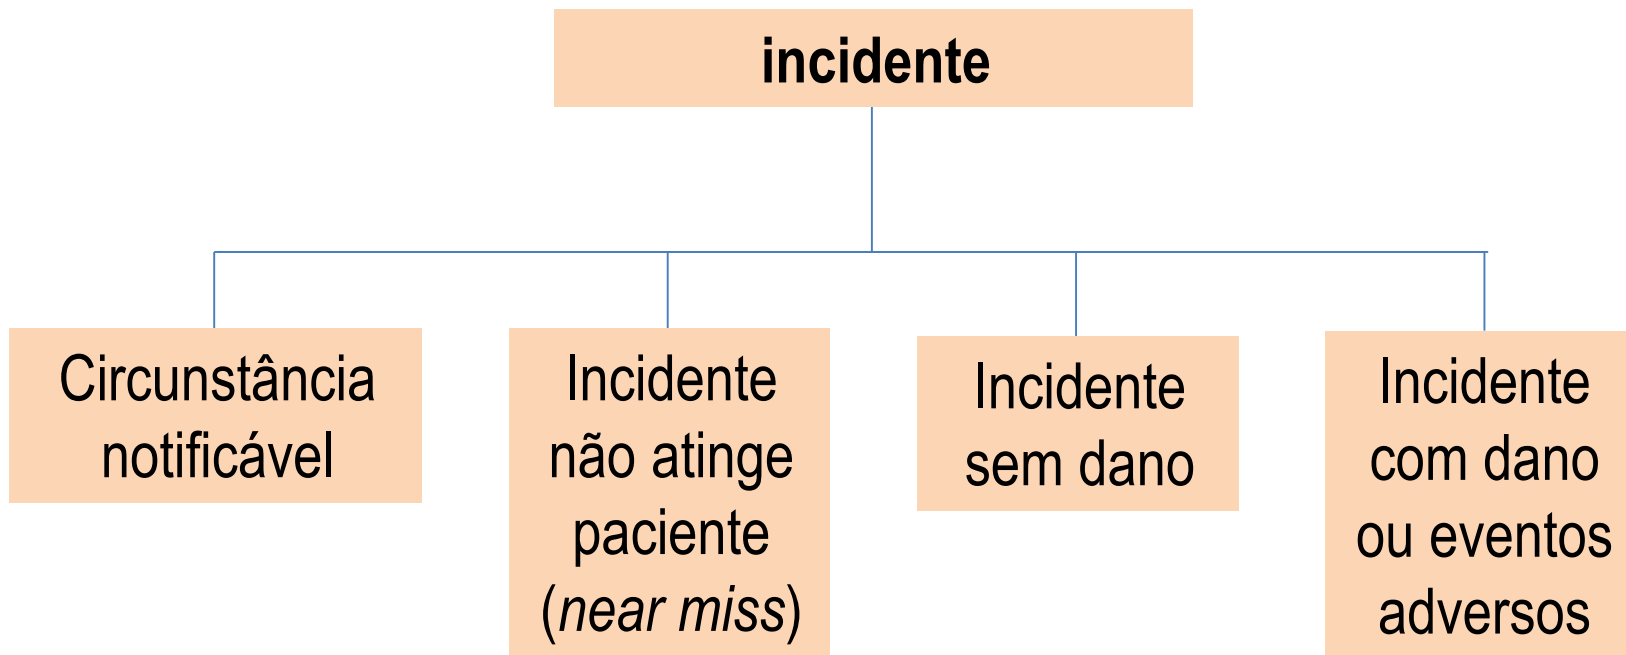 incidente
Circunstância
notificável
Incidente
não atinge
paciente
(near miss)
Incidente
sem dano
Incidente
com dano
ou eventos
adversos